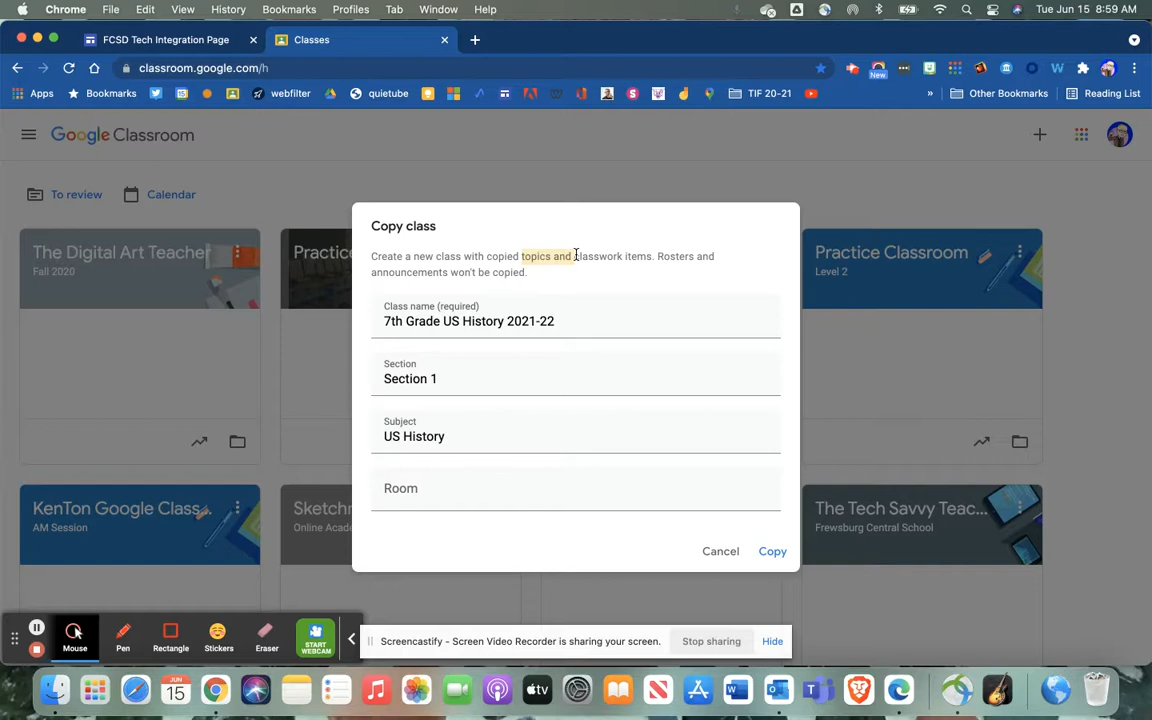 Chrome File Edit View History Bookmarks Profiles Tab Window Help Tue Jun 15 8:59 AM
FCSD Tech Integration Page Classes
classroom.google.com/h New W
Apps Bookmarks webfilter quietube TIF 20-21 » Other Bookmarks Reading List
Google Classroom
To review Calendar
The Digital Art Teacher
Fall 2020
Practice
Practice Classroom
Level 2
Copy class
Create a new class with copied topics and classwork items. Rosters and
announcements won't be copied.
Class name (required)
7th Grade US History 2021-22
Section
Section 1
Subject
US History
Room
Cancel Copy
KenTon Google Class...
AM Session
Sketchn
Online Acade
The Tech Savvy Teac...
Frewsburg Central School
Mouse Pen Rectangle Stickers Eraser START WEBCAM
Screencastify - Screen Video Recorder is sharing your screen. Stop sharing Hide
JUN
15
tv